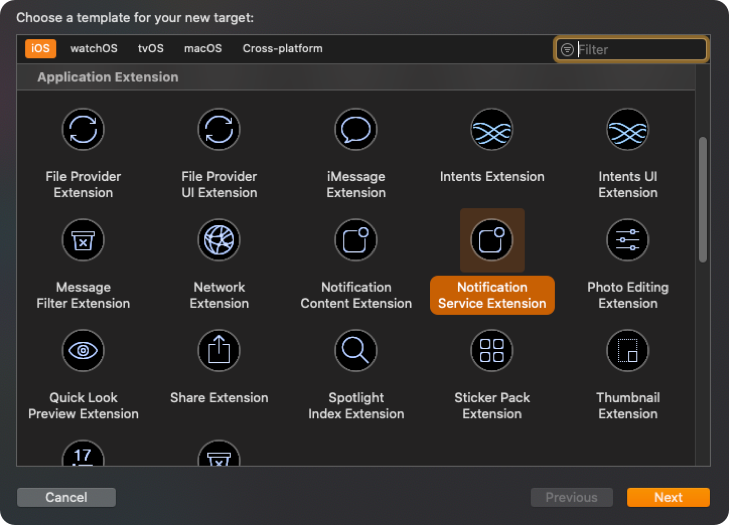 Choose a template for your new target:
iOS watchOS tvOS macOS Cross-platform Filter
Application Extension
File Provider Extension
File Provider UI Extension
iMessage Extension
Intents Extension
Intents UI Extension
Message Filter Extension
Network Extension
Notification Content Extension
Notification Service Extension
Photo Editing Extension
Quick Look Preview Extension
Share Extension
Spotlight Index Extension
Sticker Pack Extension
Thumbnail Extension
17
Cancel Previous Next